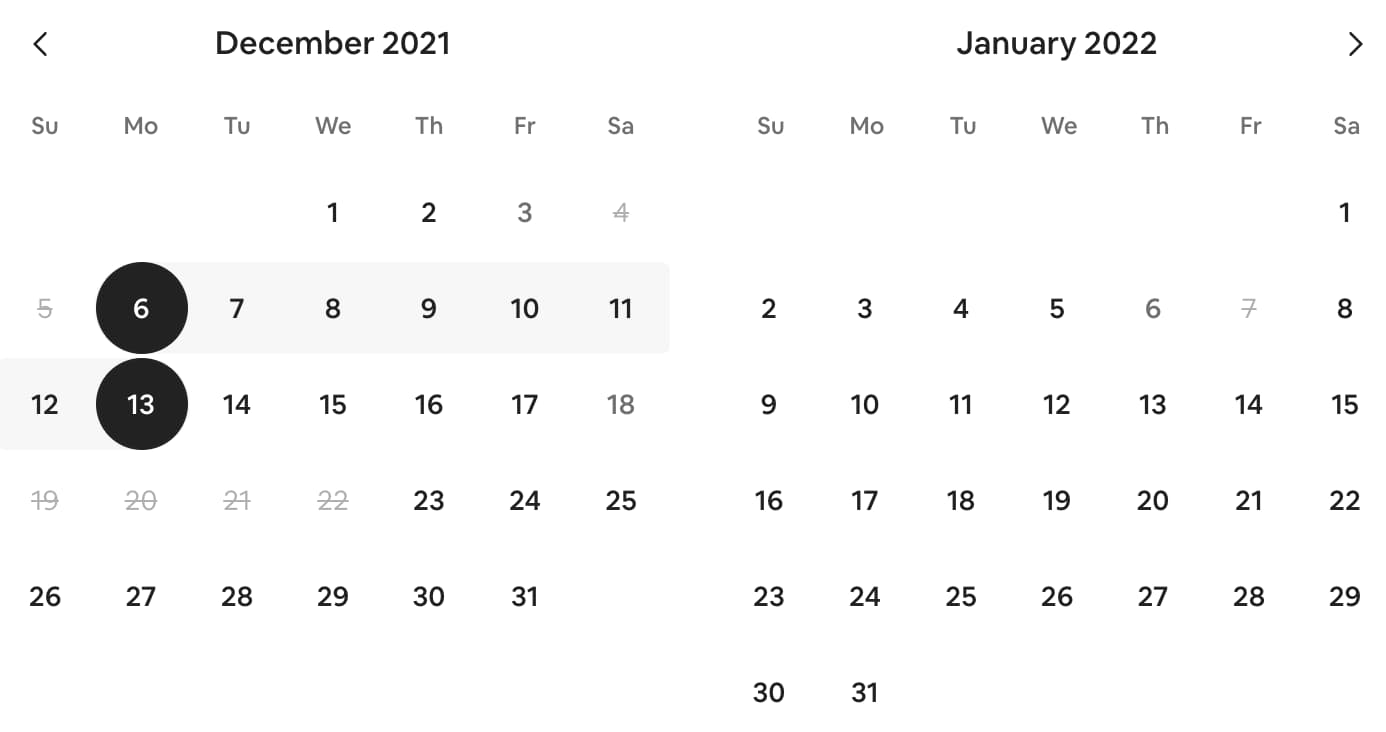 December 2021
Su Mo Tu We Th Fr Sa
1 2 3 4
5 6 7 8 9 10 11
12 13 14 15 16 17 18
19 20 21 22 23 24 25
26 27 28 29 30 31
January 2022
Su Mo Tu We Th Fr Sa
1
2 3 4 5 6 7 8
9 10 11 12 13 14 15
16 17 18 19 20 21 22
23 24 25 26 27 28 29
30 31